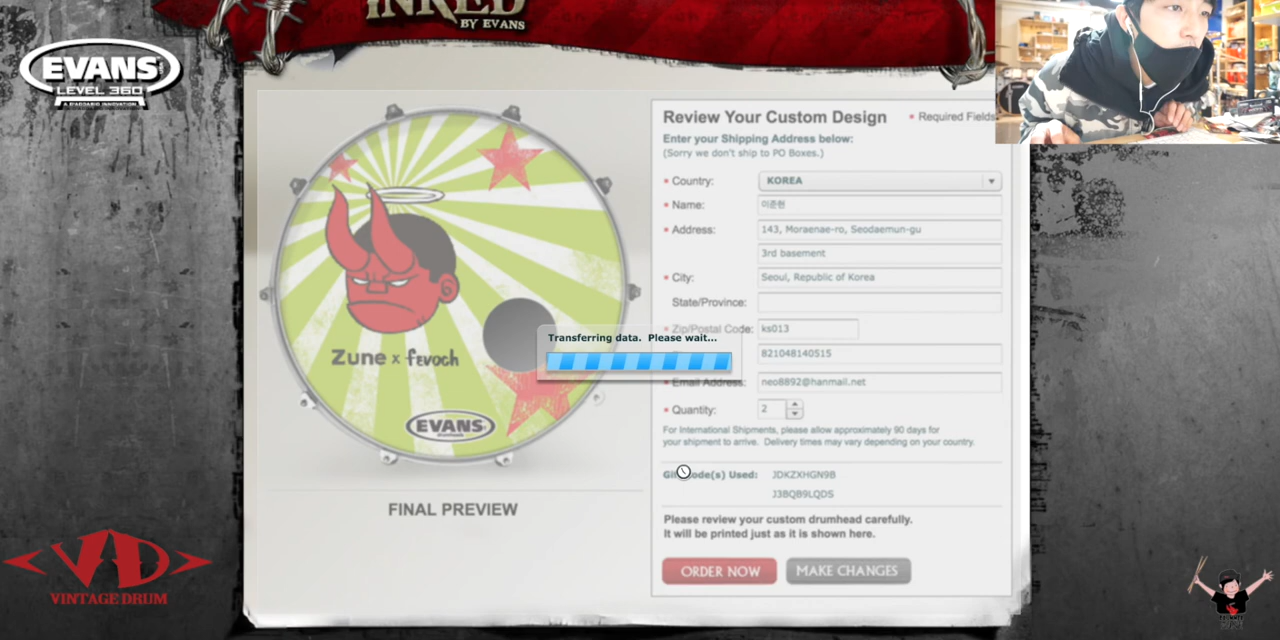 INKED
BY EVANS
EVANS
LEVEL 360
A D'ADDARIO INNOVATION
Review Your Custom Design
* Required Fields
Enter your Shipping Address below:
(Sorry we don't ship to PO Boxes.)
* Country: KOREA
* Name: 이준현
* Address: 143, Moraenae-ro, Seodaemun-gu
3rd basement
* City: Seoul, Republic of Korea
State/Province:
* Zip/Postal Code: ks013
821048140515
* Email Address: neo8892@hanmail.net
* Quantity: 2
For International Shipments, please allow approximately 90 days for
your shipment to arrive. Delivery times may vary depending on your country.
Gift Code(s) Used: JDKZXHGN9B
J3BQB9LQDS
Please review your custom drumhead carefully.
It will be printed just as it is shown here.
ORDER NOW
MAKE CHANGES
Transferring data. Please wait...
Zune x fevoch
EVANS
FINAL PREVIEW
VD
VINTAGE DRUM